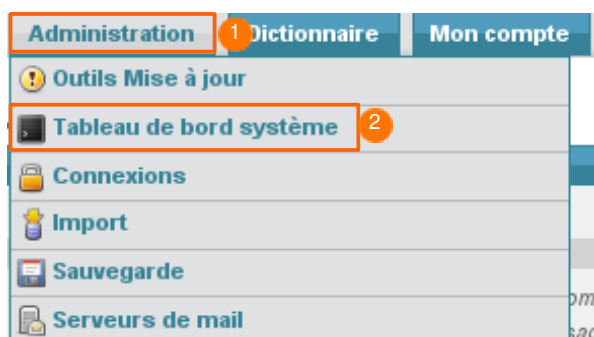 Administration 1 Dictionnaire Mon compte
Outils Mise à jour
Tableau de bord système 2
Connexions
Import
Sauvegarde
Serveurs de mail